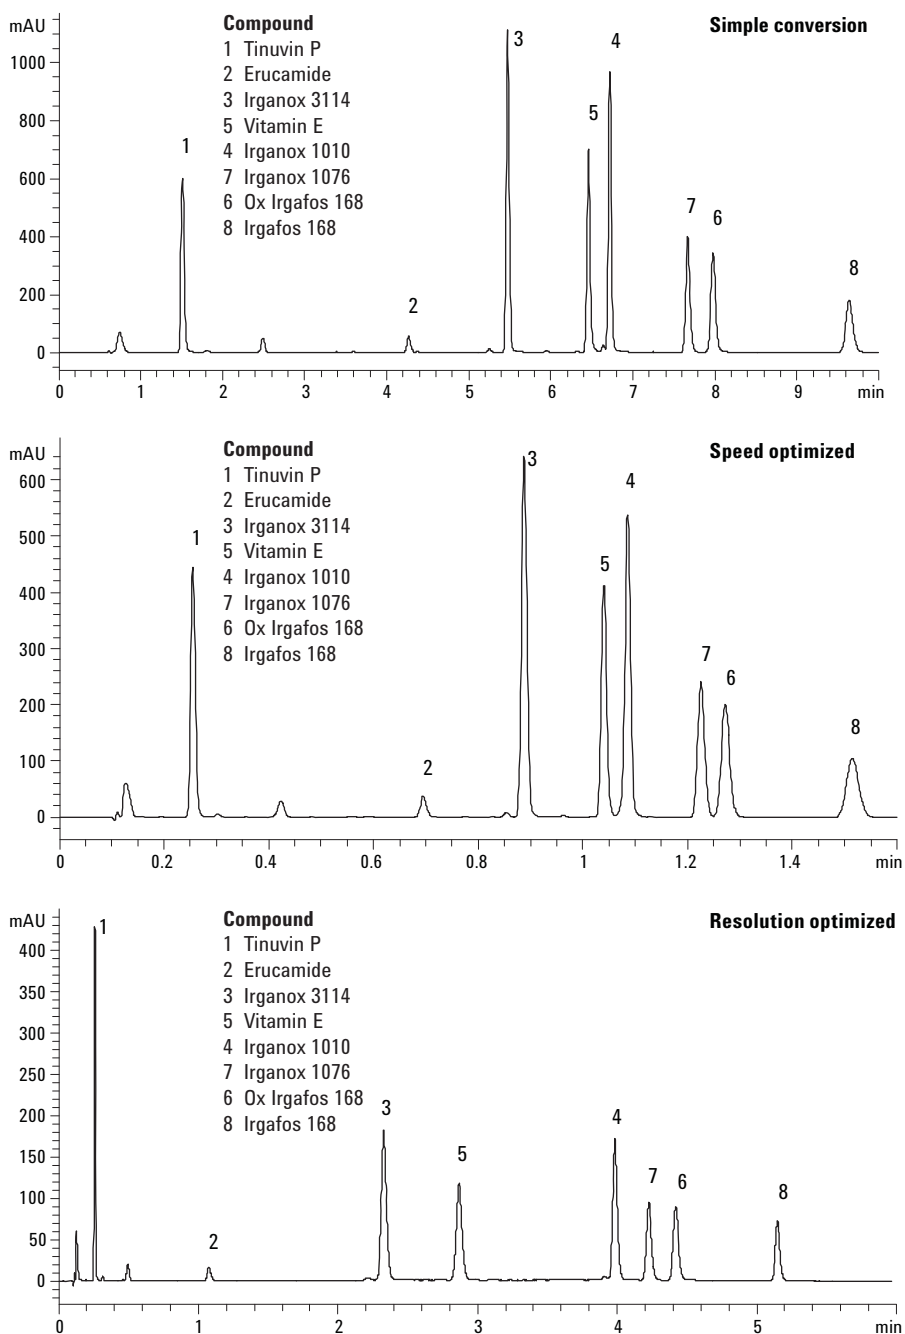 mAU
Compound
Simple conversion
1 Tinuvin P
2 Erucamide
3 Irganox 3114
5 Vitamin E
4 Irganox 1010
7 Irganox 1076
6 Ox Irgafos 168
8 Irgafos 168
1000
800
600
400
200
0
1
2
3
5
4
7
6
8
0 1 2 3 4 5 6 7 8 9 min
mAU
Compound
Speed optimized
1 Tinuvin P
2 Erucamide
3 Irganox 3114
5 Vitamin E
4 Irganox 1010
7 Irganox 1076
6 Ox Irgafos 168
8 Irgafos 168
600
500
400
300
200
100
0
1
2
3
5
4
7
6
8
0 0.2 0.4 0.6 0.8 1 1.2 1.4 min
mAU
Compound
Resolution optimized
1 Tinuvin P
2 Erucamide
3 Irganox 3114
5 Vitamin E
4 Irganox 1010
7 Irganox 1076
6 Ox Irgafos 168
8 Irgafos 168
400
350
300
250
200
150
100
50
0
1
2
3
5
4
7
6
8
0 1 2 3 4 5 min